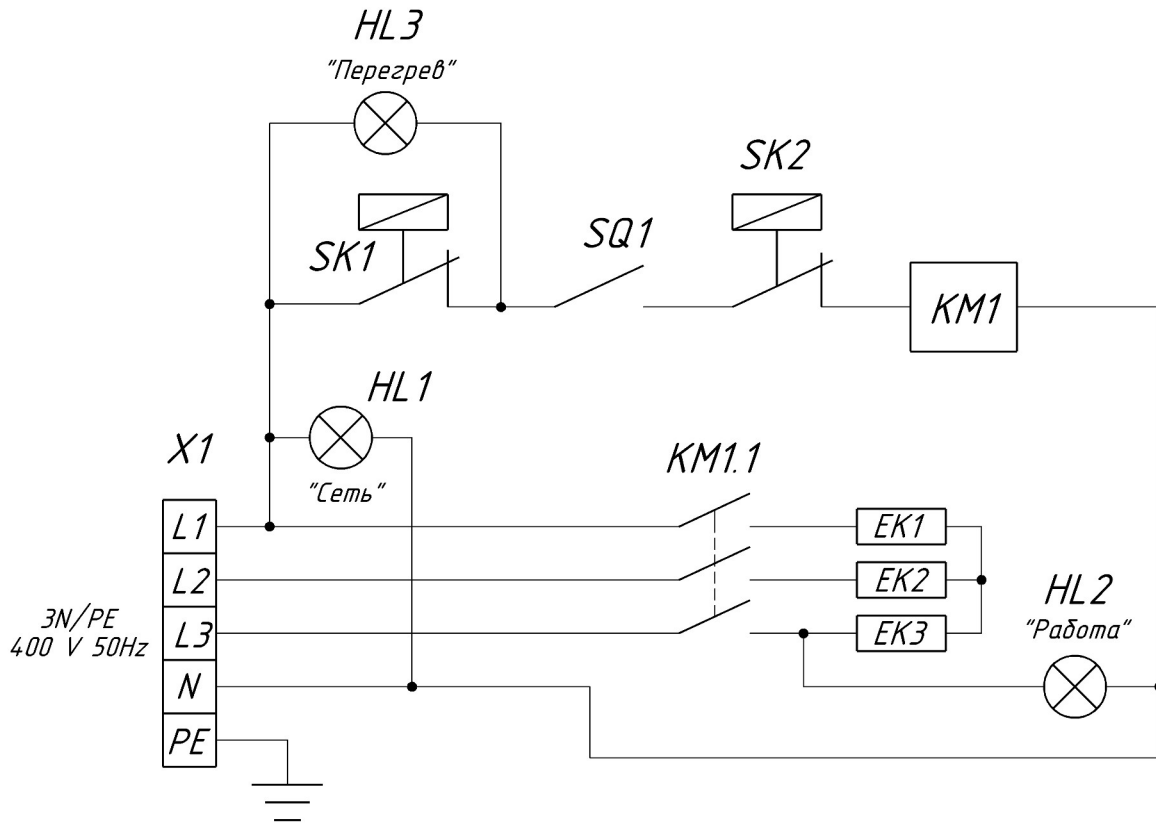 HL3
"Перегрев"
SK2
SK1
SQ1
KM1
HL1
"Сеть"
X1
KM1.1
L1
EK1
L2
EK2
HL2
"Работа"
3N/PE
400 V 50Hz
L3
EK3
N
PE